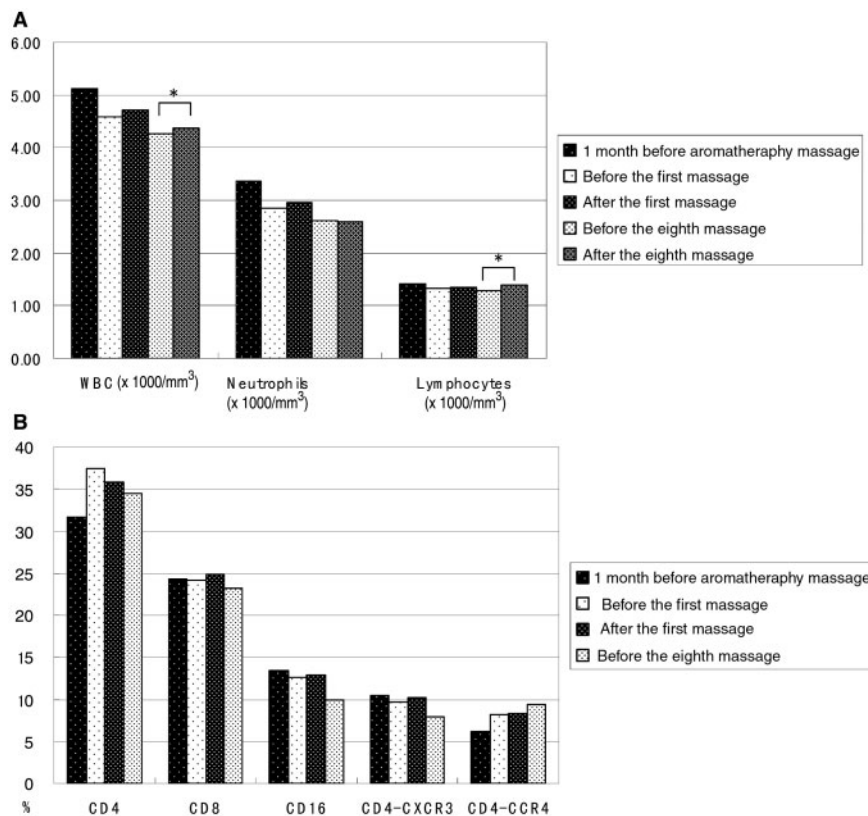 A
6.00
5.00
4.00
3.00
2.00
1.00
0.00
*
*
WBC (x 1000/mm³)
Neutrophils
(x 1000/mm³)
Lymphocytes
(x 1000/mm³)
1 month before aromatheraphy massage
Before the first massage
After the first massage
Before the eighth massage
After the eighth massage
B
40
35
30
25
20
15
10
5
0
%
CD4
CD8
CD16
CD4-CXCR3
CD4-CCR4
1 month before aromatheraphy massage
Before the first massage
After the first massage
Before the eighth massage